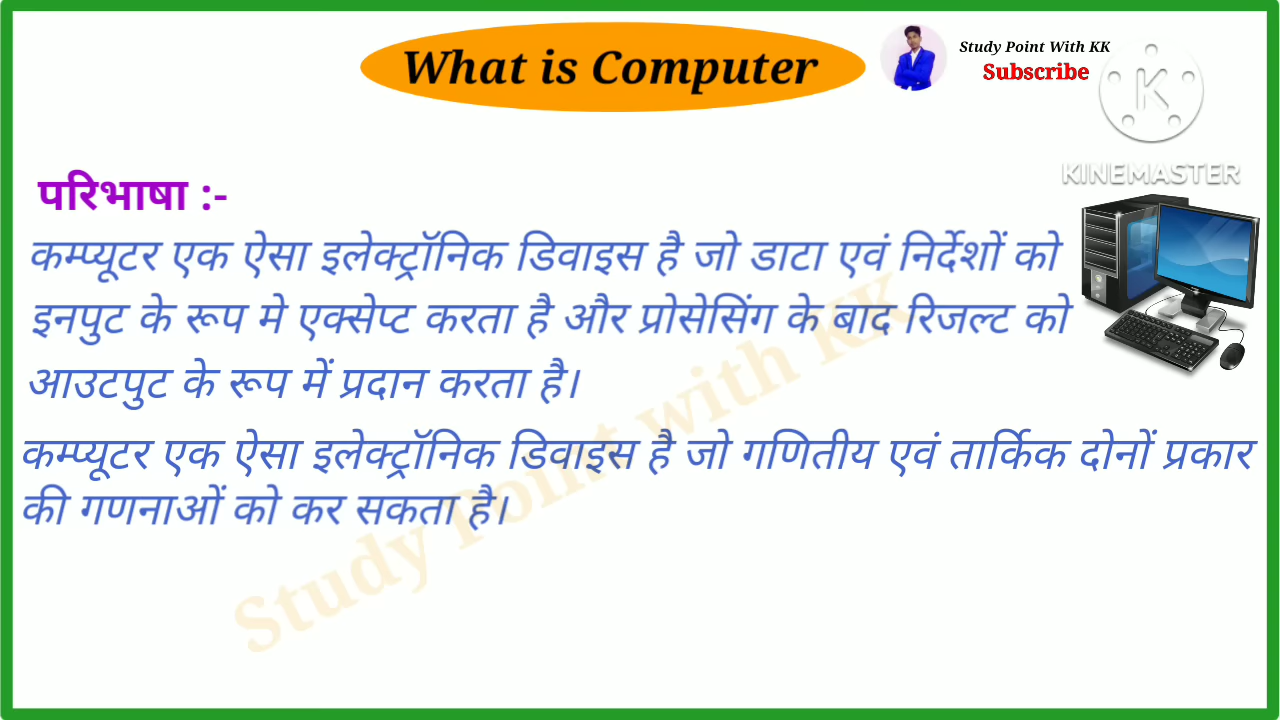 What is Computer
Study Point With KK
Subscribe
K
KINEMASTER
परिभाषा :-
कम्प्यूटर एक ऐसा इलेक्ट्रॉनिक डिवाइस है जो डाटा एवं निर्देशों को
इनपुट के रूप मे एक्सेप्ट करता है और प्रोसेसिंग के बाद रिजल्ट को
आउटपुट के रूप में प्रदान करता है।
कम्प्यूटर एक ऐसा इलेक्ट्रॉनिक डिवाइस है जो गणितीय एवं तार्किक दोनों प्रकार
की गणनाओं को कर सकता है।
Study Point with KK